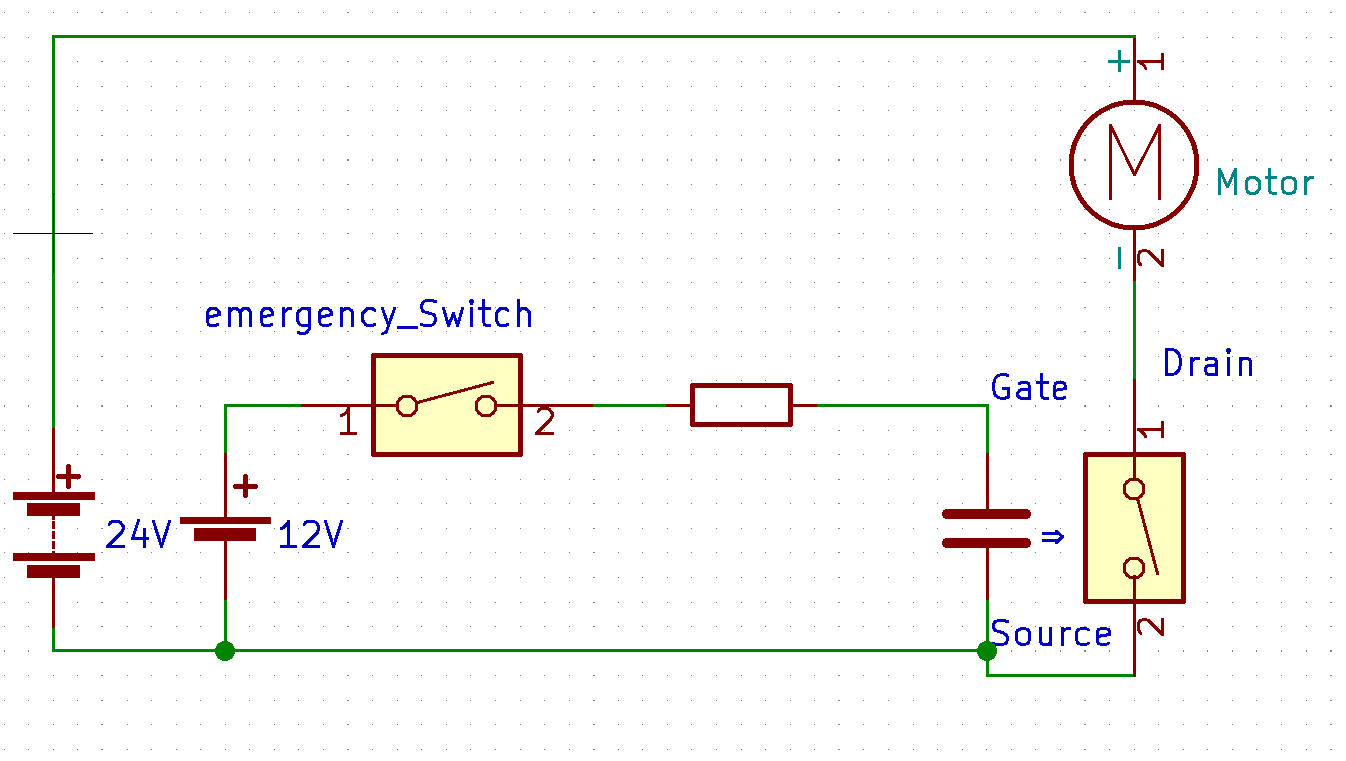 + 1
M
Motor
- 2
emergency_Switch
Drain
Gate
1 2
1
+
+
24V
12V
⇒
Source
2